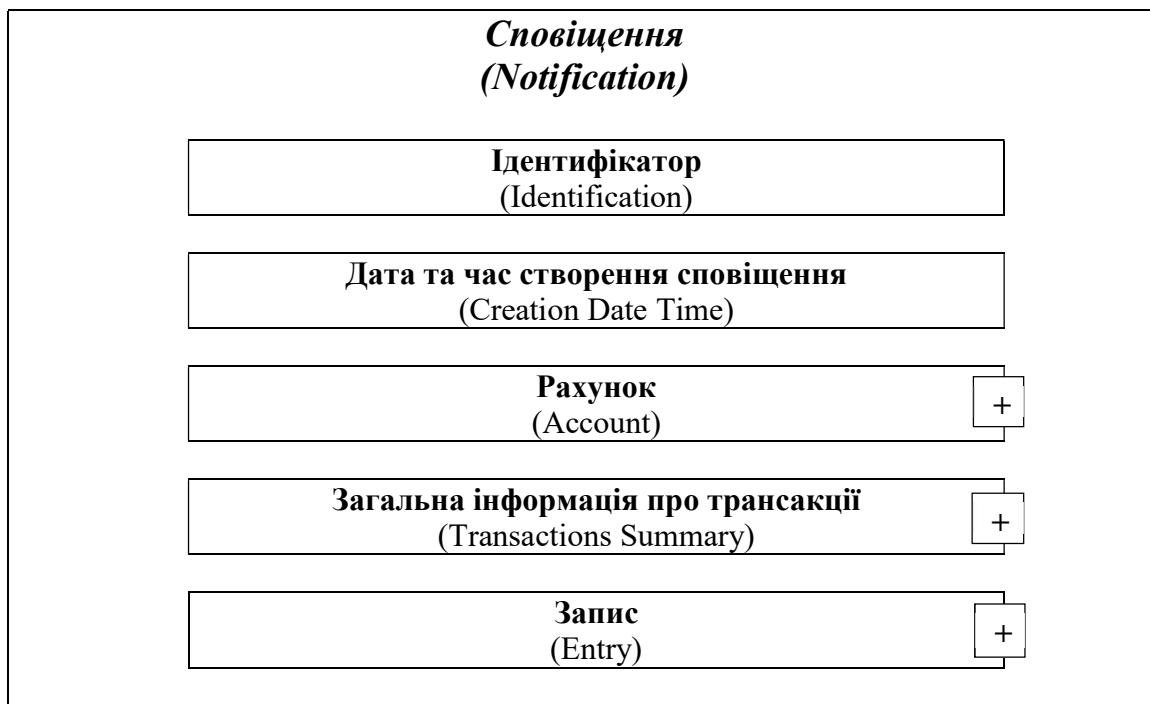 Сповіщення
(Notification)
Ідентифікатор
(Identification)
Дата та час створення сповіщення
(Creation Date Time)
Рахунок
(Account)
+
Загальна інформація про трансакції
(Transactions Summary)
+
Запис
(Entry)
+